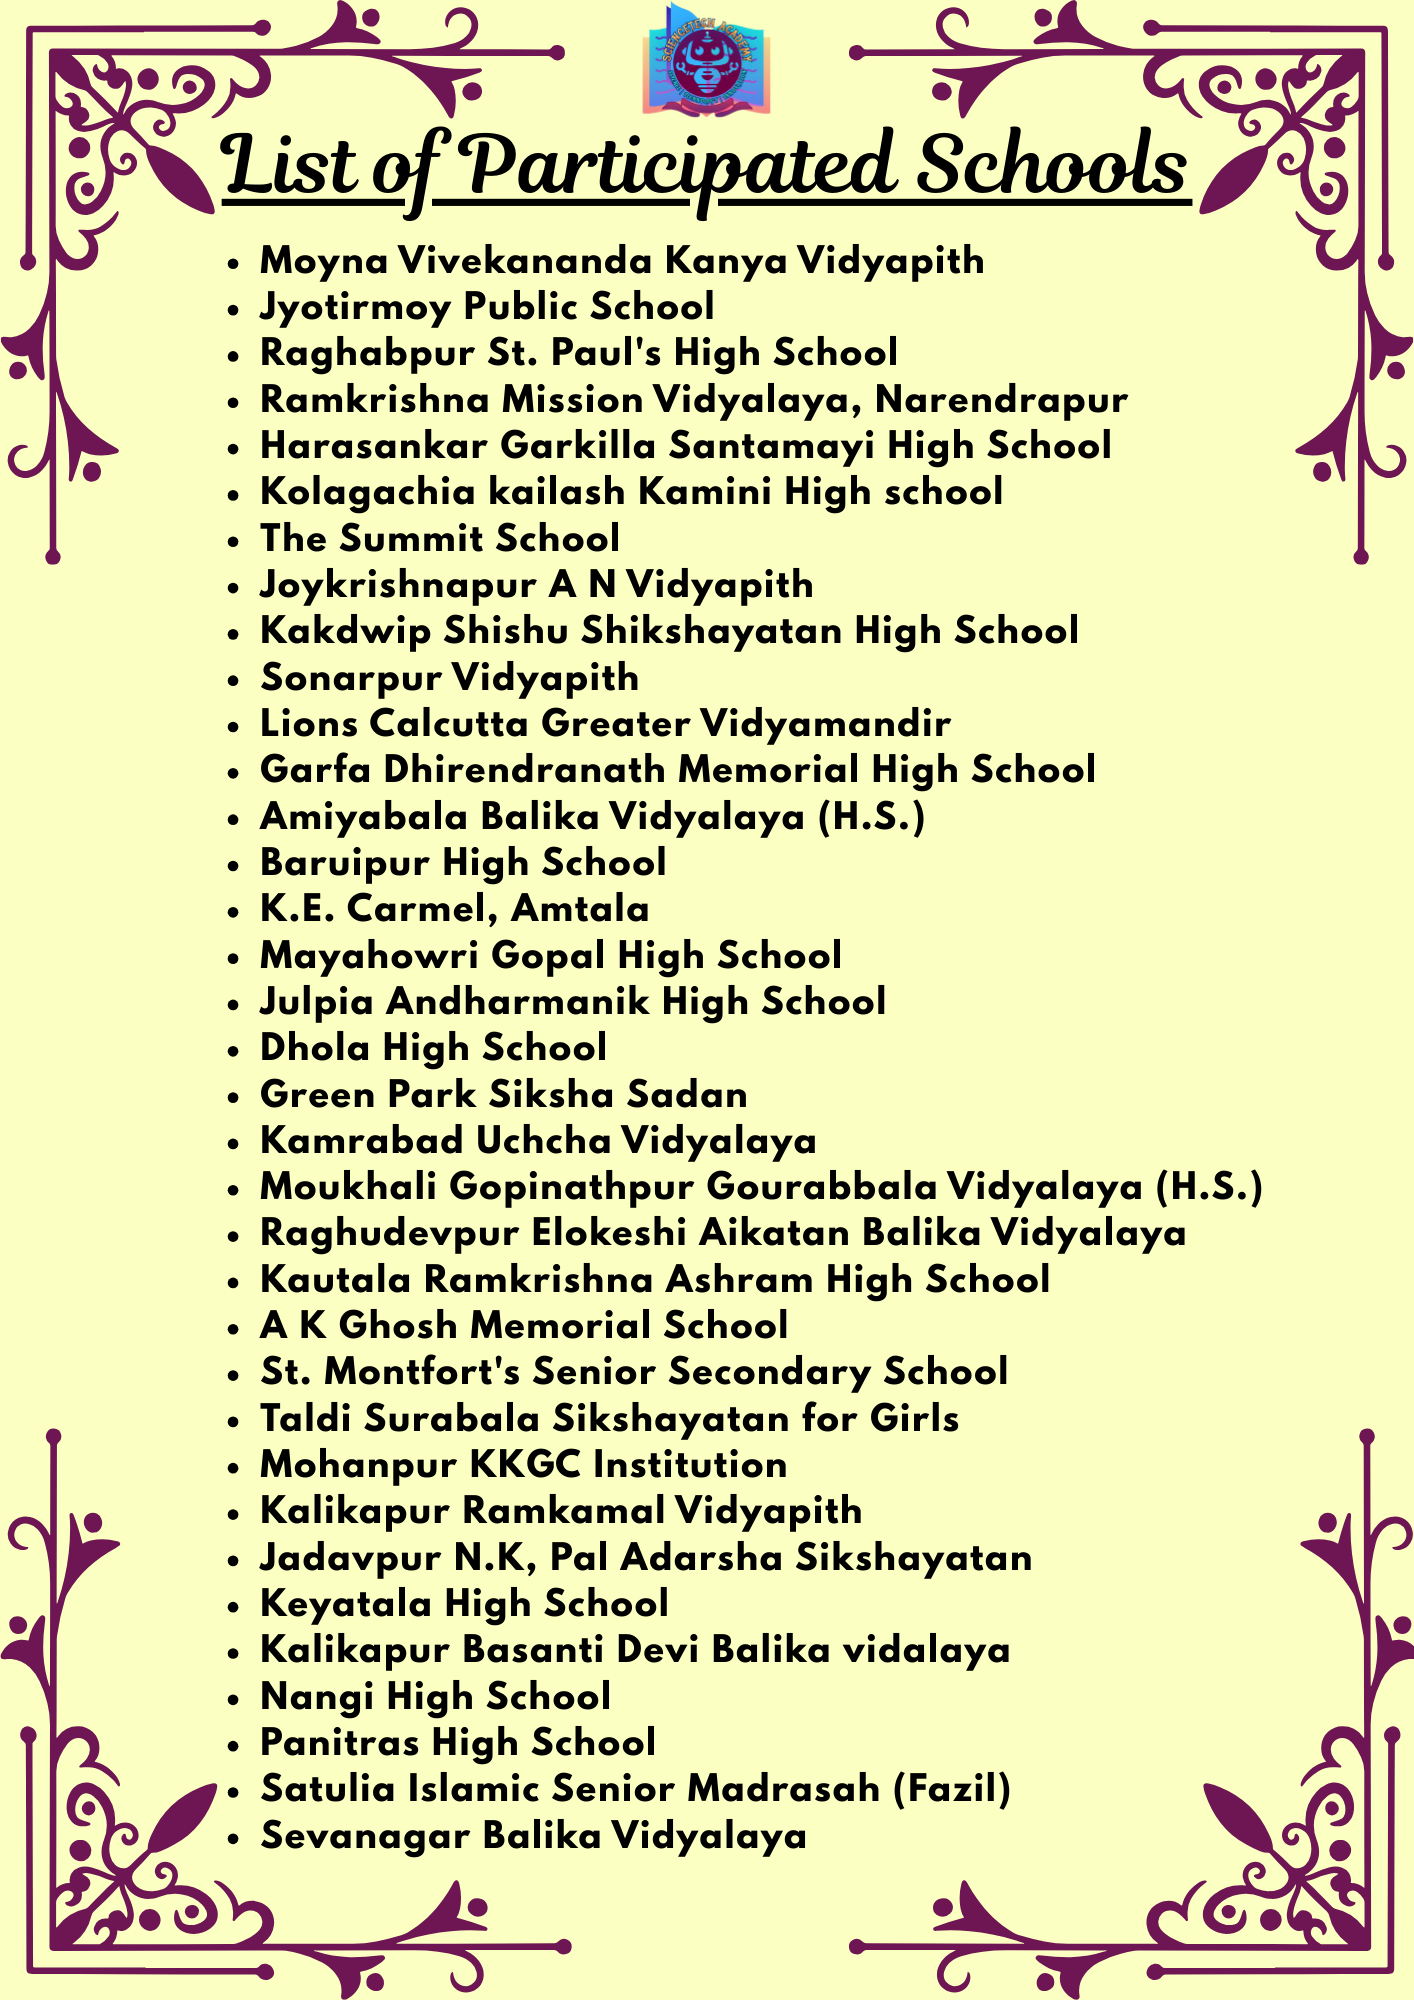 SCIENCETECH ACADEMY
List of Participated Schools
• Moyna Vivekananda Kanya Vidyapith
• Jyotirmoy Public School
• Raghabpur St. Paul's High School
• Ramkrishna Mission Vidyalaya, Narendrapur
• Harasankar Garkilla Santamayi High School
• Kolagachia kailash Kamini High school
• The Summit School
• Joykrishnapur A N Vidyapith
• Kakdwip Shishu Shikshayatan High School
• Sonarpur Vidyapith
• Lions Calcutta Greater Vidyamandir
• Garfa Dhirendranath Memorial High School
• Amiyabala Balika Vidyalaya (H.S.)
• Baruipur High School
• K.E. Carmel, Amtala
• Mayahowri Gopal High School
• Julpia Andharmanik High School
• Dhola High School
• Green Park Siksha Sadan
• Kamrabad Uchcha Vidyalaya
• Moukhali Gopinathpur Gourabbala Vidyalaya (H.S.)
• Raghudevpur Elokeshi Aikatan Balika Vidyalaya
• Kautala Ramkrishna Ashram High School
• A K Ghosh Memorial School
• St. Montfort's Senior Secondary School
• Taldi Surabala Sikshayatan for Girls
• Mohanpur KKGC Institution
• Kalikapur Ramkamal Vidyapith
• Jadavpur N.K, Pal Adarsha Sikshayatan
• Keyatala High School
• Kalikapur Basanti Devi Balika vidalaya
• Nangi High School
• Panitras High School
• Satulia Islamic Senior Madrasah (Fazil)
• Sevanagar Balika Vidyalaya